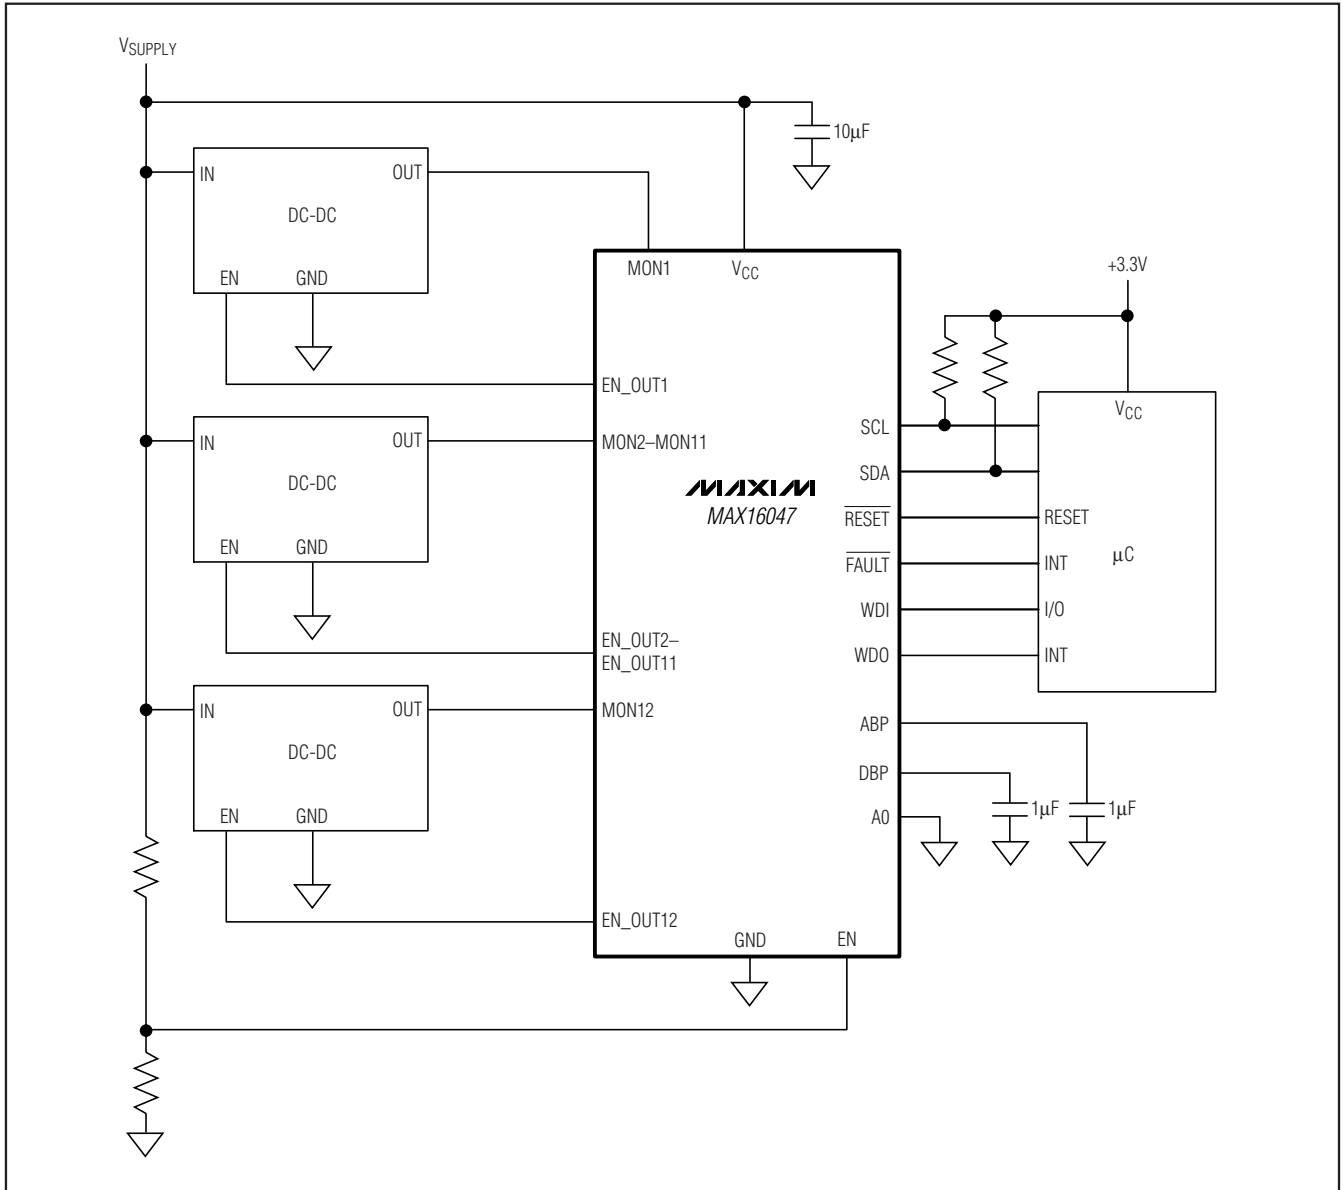 VSUPPLY
10µF
IN
OUT
DC-DC
EN
GND
MON1
VCC
+3.3V
EN_OUT1
VCC
IN
OUT
MON2–MON11
SCL
DC-DC
SDA
MAXIM
MAX16047
RESET
RESET
EN
GND
FAULT
INT
µC
WDI
I/O
EN_OUT2–
EN_OUT11
WDO
INT
IN
OUT
MON12
ABP
DC-DC
DBP
1µF
1µF
EN
GND
A0
EN_OUT12
GND
EN